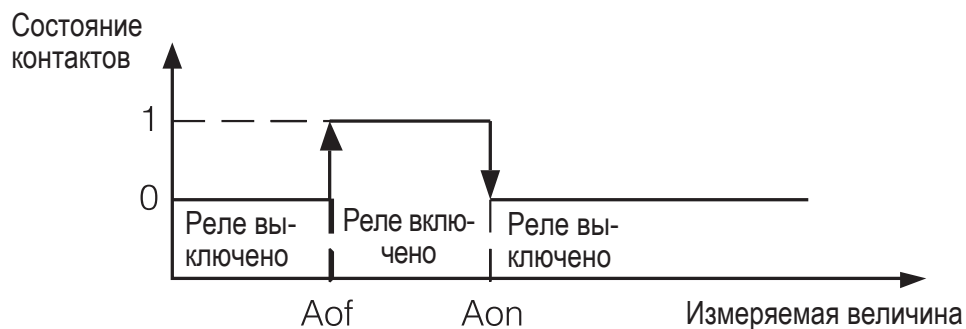 Состояние
контактов
1
0
Реле вы-
ключено
Реле вклю-
чено
Реле вы-
ключено
Aof
Aon
Измеряемая величина